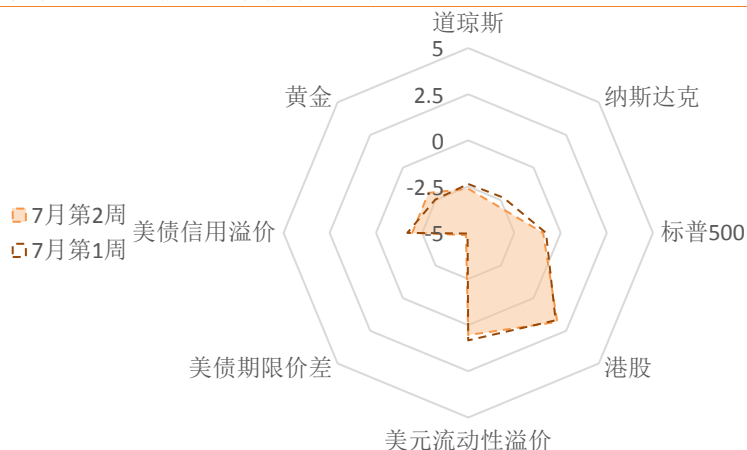 道琼斯
5
纳斯达克
黄金
2.5
0
-2.5
7月第2周
美债信用溢价
-5
标普500
7月第1周
美债期限价差
港股
美元流动性溢价